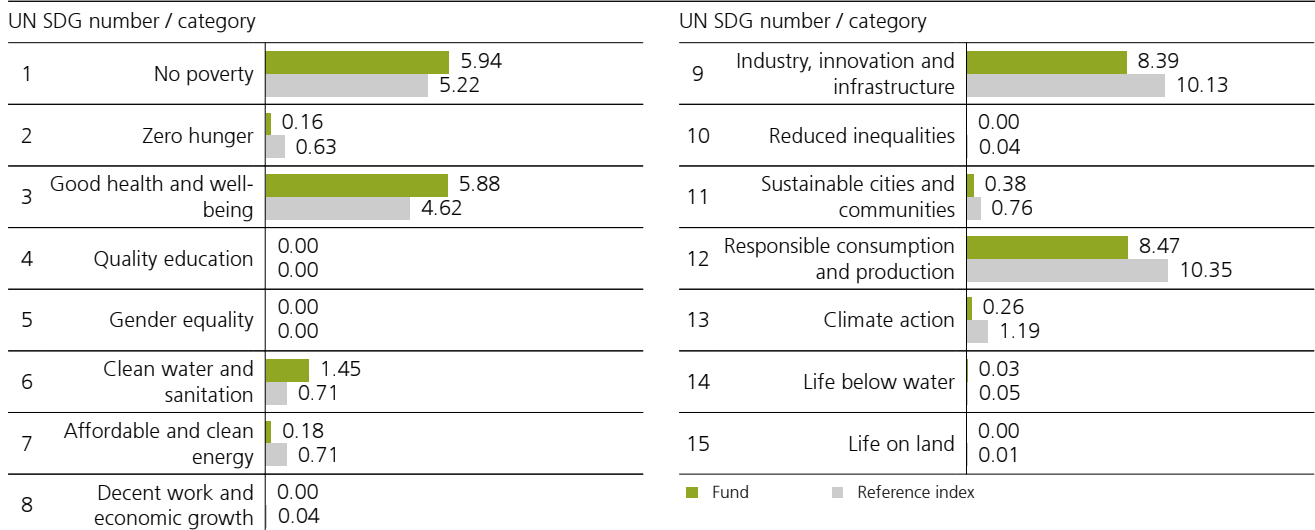 UN SDG number / category
1
No poverty
5.94
5.22
2
Zero hunger
0.16
0.63
3
Good health and well-
being
5.88
4.62
4
Quality education
0.00
0.00
5
Gender equality
0.00
0.00
6
Clean water and
sanitation
1.45
0.71
7
Affordable and clean
energy
0.18
0.71
8
Decent work and
economic growth
0.00
0.04
UN SDG number / category
9
Industry, innovation and
infrastructure
8.39
10.13
10
Reduced inequalities
0.00
0.04
11
Sustainable cities and
communities
0.38
0.76
12
Responsible consumption
and production
8.47
10.35
13
Climate action
0.26
1.19
14
Life below water
0.03
0.05
15
Life on land
0.00
0.01
Fund
Reference index